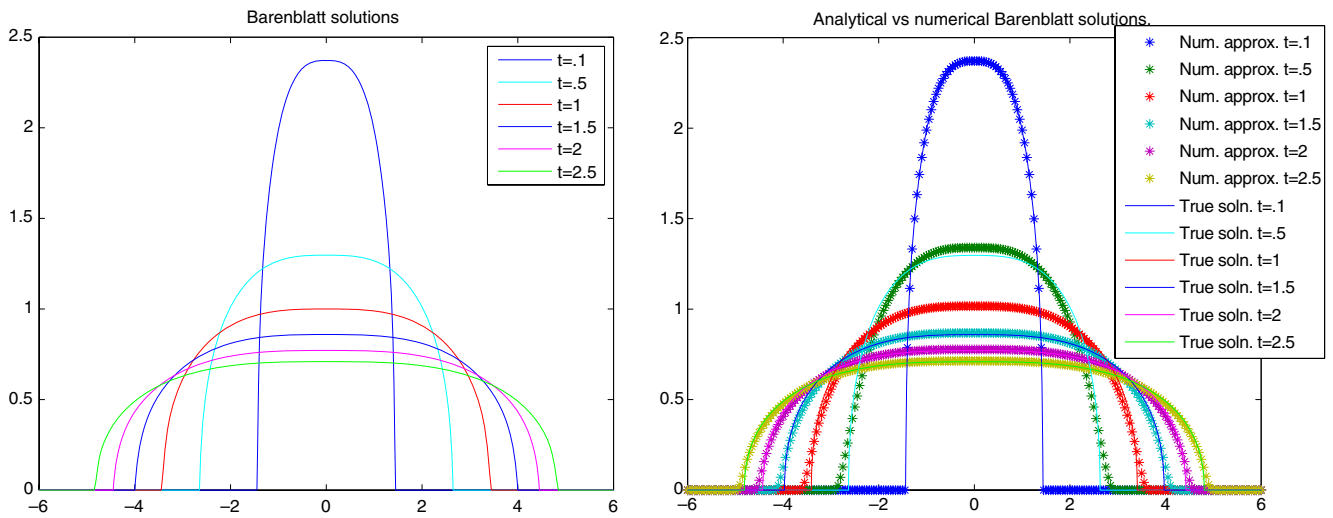 Barenblatt solutions
2.5
2
1.5
1
0.5
0
−6
−4
−2
0
2
4
6
t=.1
t=.5
t=1
t=1.5
t=2
t=2.5
Analytical vs numerical Barenblatt solutions.
2.5
2
1.5
1
0.5
0
−6
−4
−2
0
2
4
6
Num. approx. t=.1
Num. approx. t=.5
Num. approx. t=1
Num. approx. t=1.5
Num. approx. t=2
Num. approx. t=2.5
True soln. t=.1
True soln. t=.5
True soln. t=1
True soln. t=1.5
True soln. t=2
True soln. t=2.5